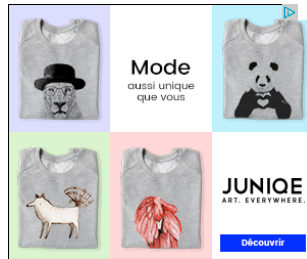 Mode
aussi unique
que vous
JUNIQE
ART. EVERYWHERE.
Découvrir